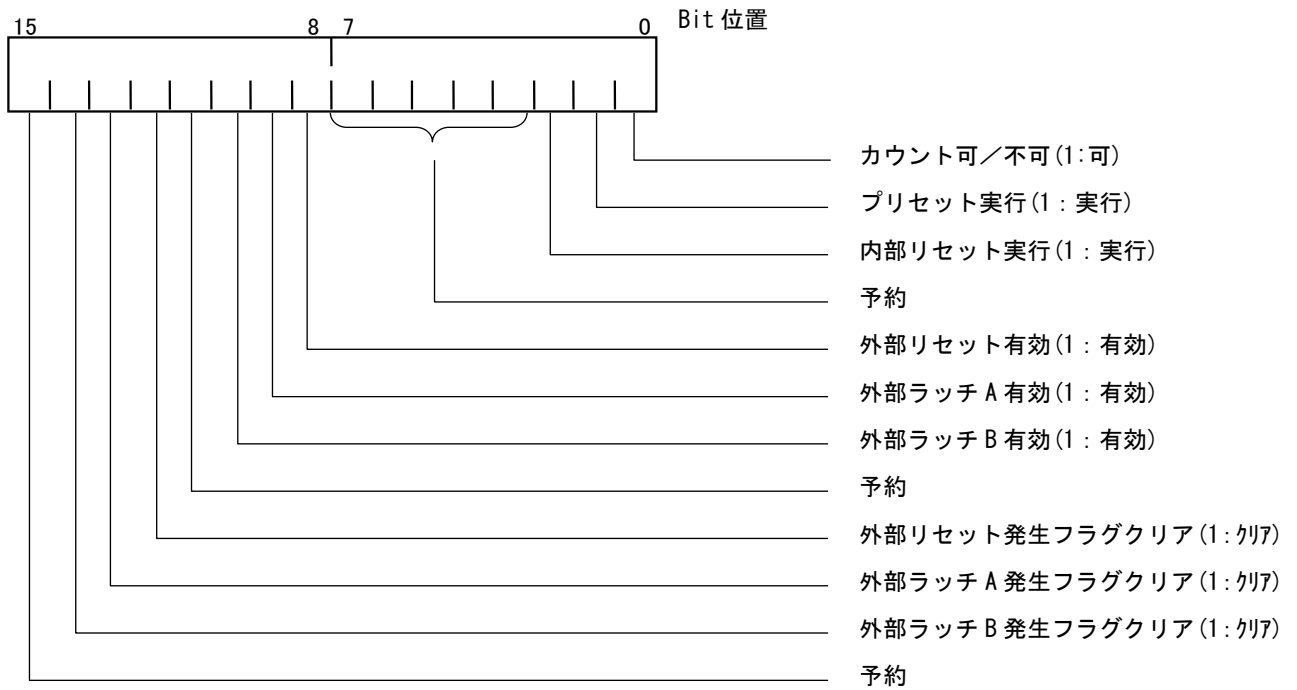 15 8 7 0 Bit 位置
カウント可／不可(1:可)
プリセット実行(1：実行)
内部リセット実行(1：実行)
予約
外部リセット有効(1：有効)
外部ラッチ A 有効(1：有効)
外部ラッチ B 有効(1：有効)
予約
外部リセット発生フラグクリア(1:ｸﾘｱ)
外部ラッチ A 発生フラグクリア(1:ｸﾘｱ)
外部ラッチ B 発生フラグクリア(1:ｸﾘｱ)
予約